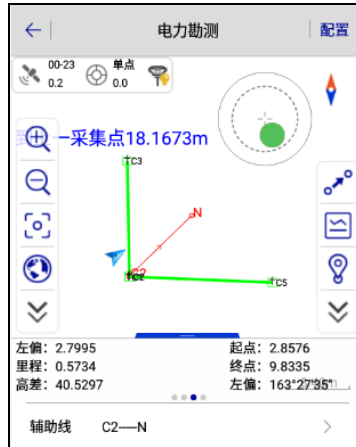 电力勘测
配置
00-23
0.2
单点
0.0
一采集点18.1673m
C3
N
C2
C5
左偏: 2.7995
起点: 2.8576
里程: 0.5734
终点: 9.8335
高差: 40.5297
左偏: 163°27'35"
辅助线 C2—N